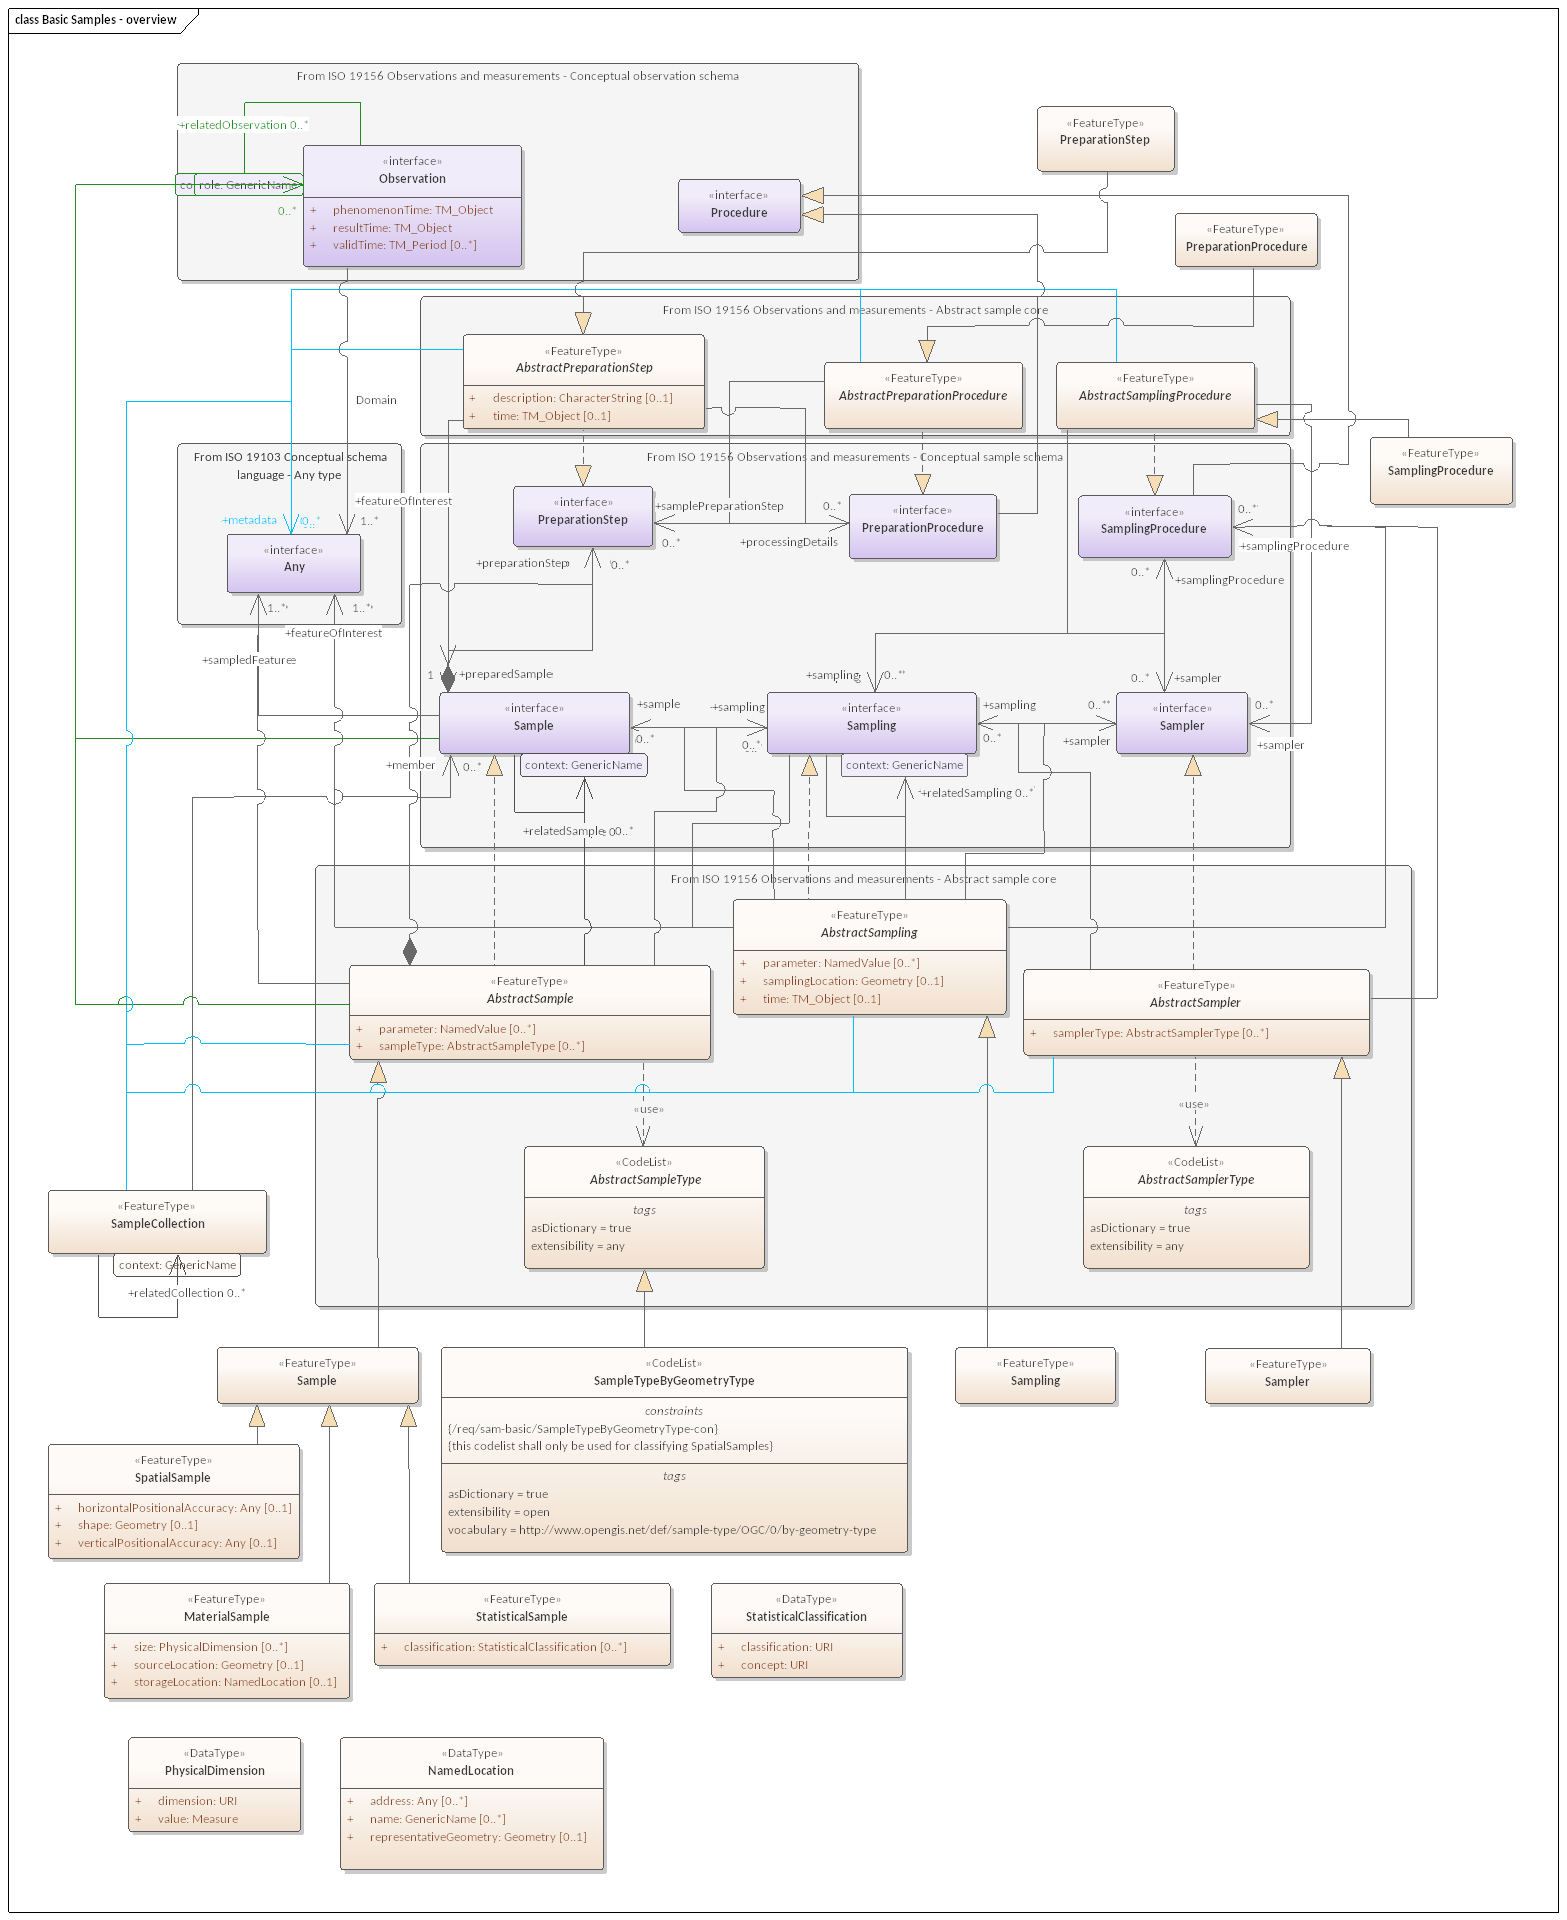 class Basic Samples - overview
From ISO 19156 Observations and measurements - Conceptual observation schema
+relatedObservation 0..*
co
role: GenericName
0..*
«interface»
Observation
+ phenomenonTime: TM_Object
+ resultTime: TM_Object
+ validTime: TM_Period [0..*]
«interface»
Procedure
«FeatureType»
PreparationStep
«FeatureType»
PreparationProcedure
From ISO 19156 Observations and measurements - Abstract sample core
«FeatureType»
AbstractPreparationStep
+ description: CharacterString [0..1]
+ time: TM_Object [0..1]
«FeatureType»
AbstractPreparationProcedure
«FeatureType»
AbstractSamplingProcedure
«FeatureType»
SamplingProcedure
Domain
From ISO 19103 Conceptual schema
language - Any type
+featureOfInterest
+metadata
0..*
1..*
«interface»
Any
1..*
1..*
+featureOfInterest
+sampledFeature
From ISO 19156 Observations and measurements - Conceptual sample schema
«interface»
PreparationStep
+samplePreparationStep
0..*
0..*
+processingDetails
«interface»
PreparationProcedure
«interface»
SamplingProcedure
0..*
+samplingProcedure
+preparationStep
0..*
0..*
+samplingProcedure
1
+preparedSample
+sampling
0..*
0..*
+sampler
«interface»
Sample
+sample
0..*
+sampling
0..*
«interface»
Sampling
+sampling
0..*
0..*
+sampler
«interface»
Sampler
0..*
+sampler
+member
0..*
context: GenericName
context: GenericName
+relatedSampling 0..*
+relatedSample 0..*
From ISO 19156 Observations and measurements - Abstract sample core
«FeatureType»
AbstractSampling
+ parameter: NamedValue [0..*]
+ samplingLocation: Geometry [0..1]
+ time: TM_Object [0..1]
«FeatureType»
AbstractSample
+ parameter: NamedValue [0..*]
+ sampleType: AbstractSampleType [0..*]
«FeatureType»
AbstractSampler
+ samplerType: AbstractSamplerType [0..*]
«use»
«use»
«CodeList»
AbstractSampleType
tags
asDictionary = true
extensibility = any
«CodeList»
AbstractSamplerType
tags
asDictionary = true
extensibility = any
«FeatureType»
SampleCollection
context: GenericName
+relatedCollection 0..*
«FeatureType»
Sample
«CodeList»
SampleTypeByGeometryType
constraints
{/req/sam-basic/SampleTypeByGeometryType-con}
{this codelist shall only be used for classifying SpatialSamples}
tags
asDictionary = true
extensibility = open
vocabulary = http://www.opengis.net/def/sample-type/OGC/0/by-geometry-type
«FeatureType»
Sampling
«FeatureType»
Sampler
«FeatureType»
SpatialSample
+ horizontalPositionalAccuracy: Any [0..1]
+ shape: Geometry [0..1]
+ verticalPositionalAccuracy: Any [0..1]
«FeatureType»
MaterialSample
+ size: PhysicalDimension [0..*]
+ sourceLocation: Geometry [0..1]
+ storageLocation: NamedLocation [0..1]
«FeatureType»
StatisticalSample
+ classification: StatisticalClassification [0..*]
«DataType»
StatisticalClassification
+ classification: URI
+ concept: URI
«DataType»
PhysicalDimension
+ dimension: URI
+ value: Measure
«DataType»
NamedLocation
+ address: Any [0..*]
+ name: GenericName [0..*]
+ representativeGeometry: Geometry [0..1]